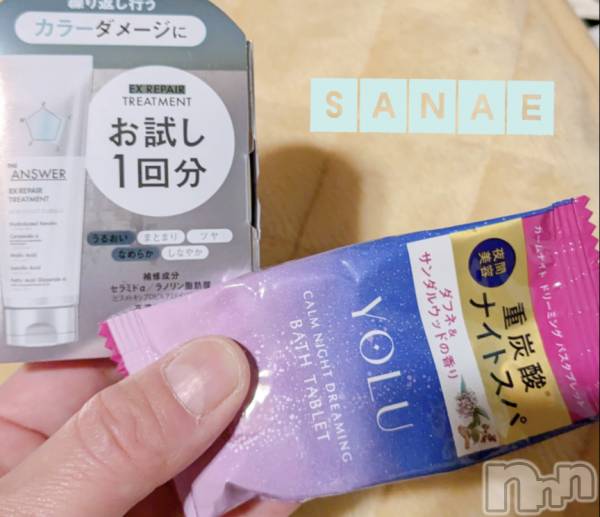 繰り返し行う
カラーダメージに
EX REPAIR
TREATMENT
お試し
1回分
THE
ANSWER
EX REPAIR
TREATMENT
うるおい まとまり ツヤ
なめらか しなやか
補修成分
セラミドα／ラノリン脂肪酸
SANAE
カームナイト ドリーミング バスタブレット
夜間
美容
重炭酸
ナイトスパ
ダフネ&
サンダルウッドの香り
YOLU
CALM NIGHT DREAMING
BATH TABLET
nnn